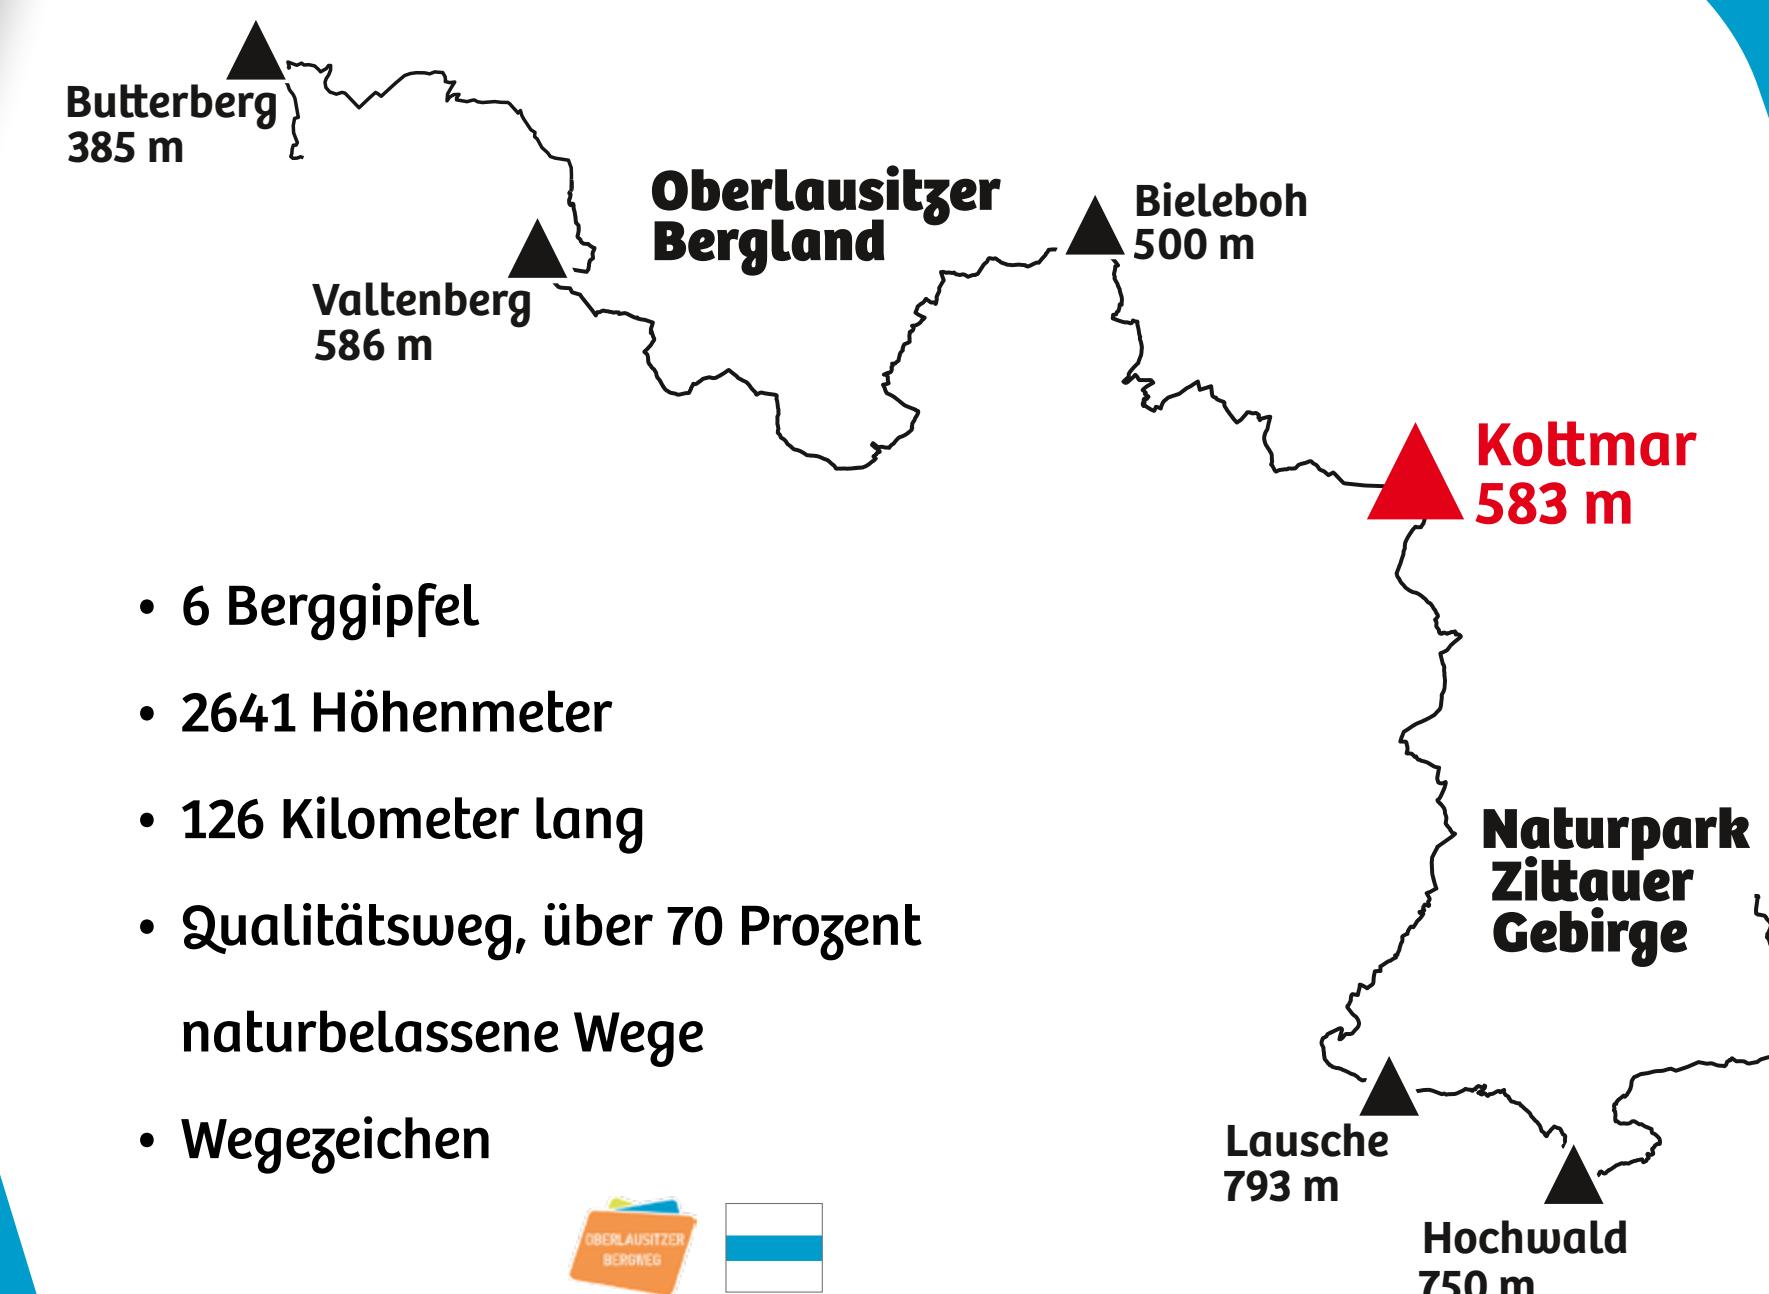 Butterberg
385 m
Oberlausitzer
Bergland
Bieleboh
500 m
Valtenberg
586 m
Kottmar
583 m
• 6 Berggipfel
• 2641 Höhenmeter
• 126 Kilometer lang
• Qualitätsweg, über 70 Prozent
naturbelassene Wege
• Wegezeichen
Naturpark
Zittauer
Gebirge
Lausche
793 m
Hochwald
750 m
OBERLAUSITZER
BERGWEG